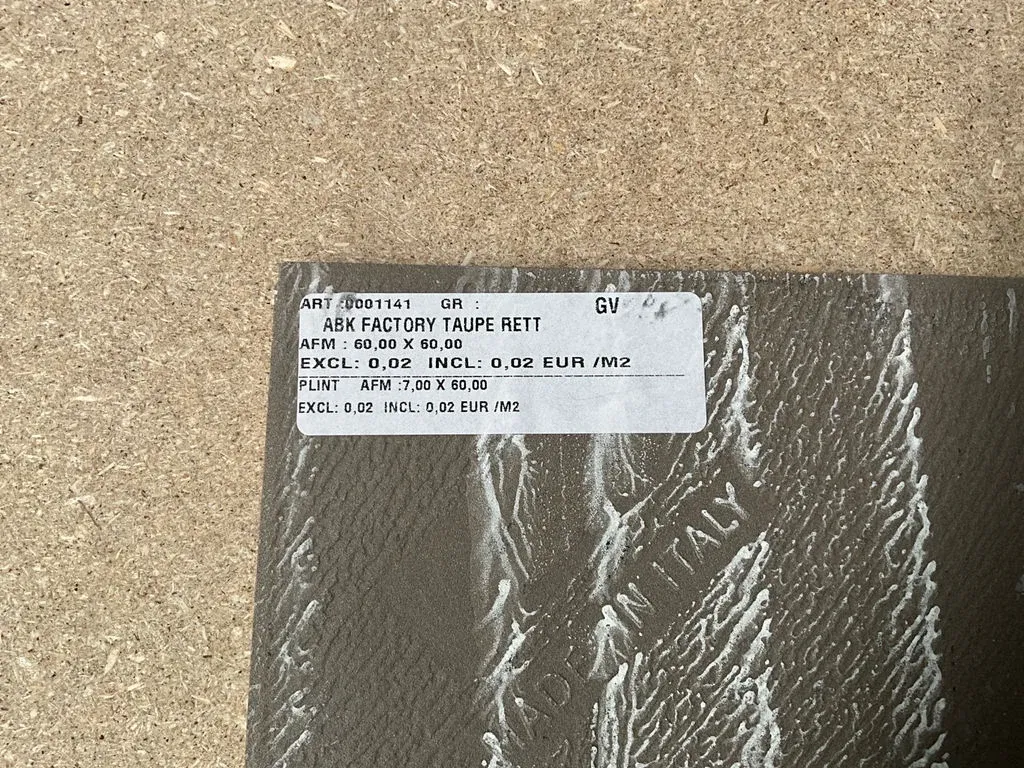 ART :0001141 GR : GV
ABK FACTORY TAUPE RETT
AFM : 60,00 X 60,00
EXCL: 0,02 INCL: 0,02 EUR /M2
PLINT AFM :7,00 X 60,00
EXCL: 0,02 INCL: 0,02 EUR /M2
MADE IN ITALY